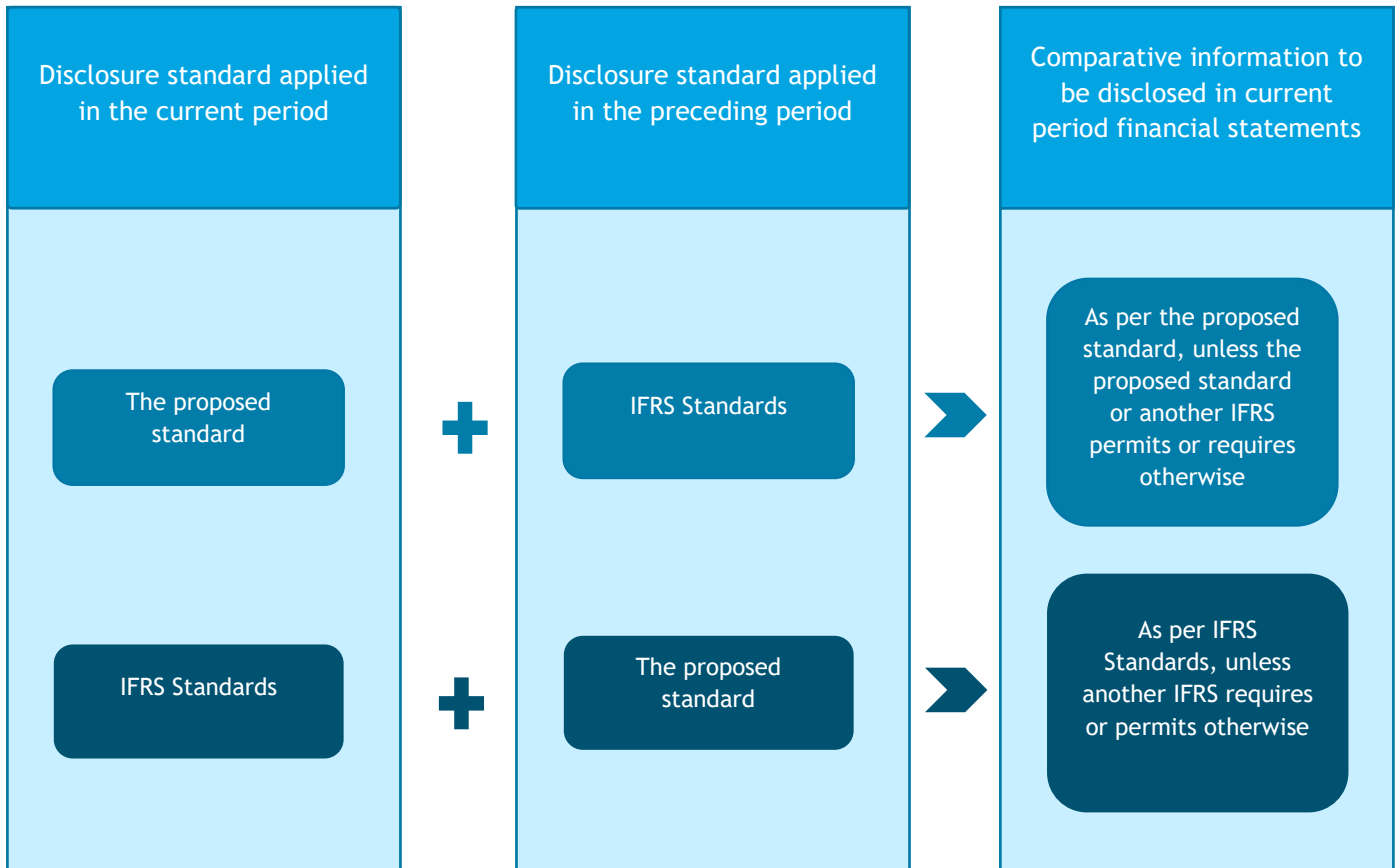 Disclosure standard applied
in the current period
Disclosure standard applied
in the preceding period
Comparative information to
be disclosed in current
period financial statements
The proposed
standard
IFRS Standards
As per the proposed
standard, unless the
proposed standard
or another IFRS
permits or requires
otherwise
IFRS Standards
The proposed
standard
As per IFRS
Standards, unless
another IFRS requires
or permits otherwise